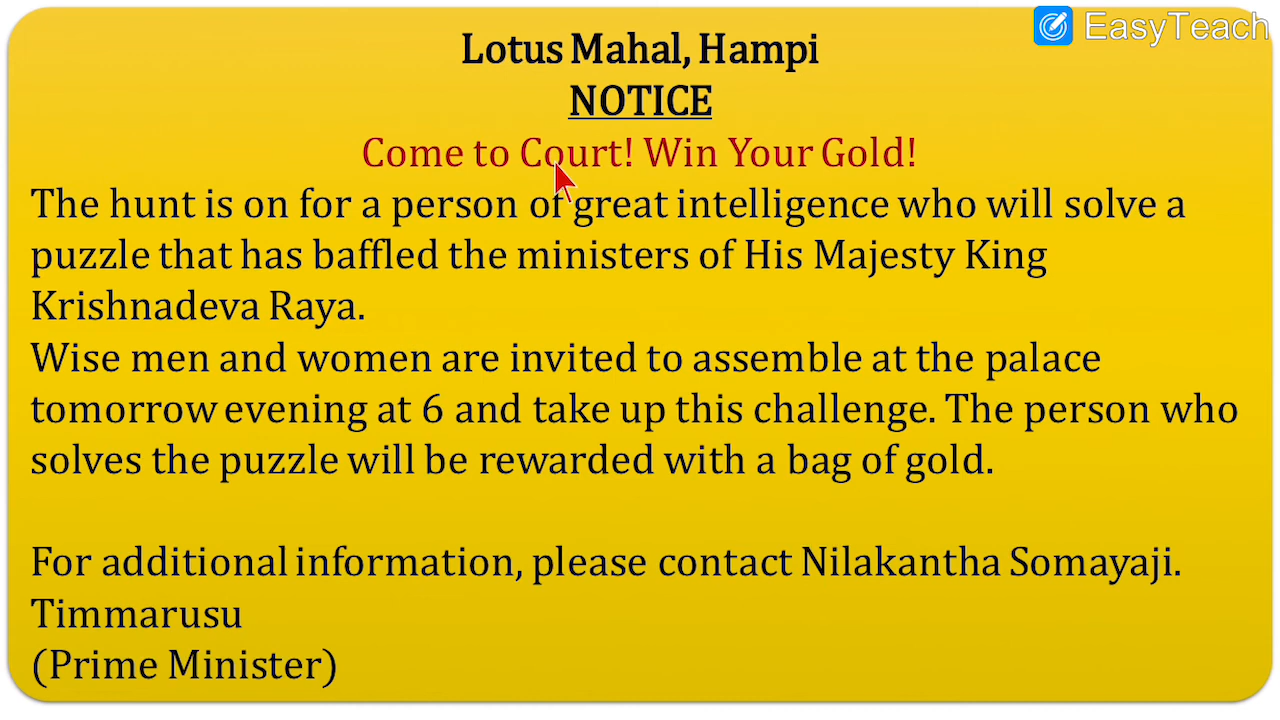 EasyTeach
Lotus Mahal, Hampi
NOTICE
Come to Court! Win Your Gold!
The hunt is on for a person of great intelligence who will solve a
puzzle that has baffled the ministers of His Majesty King
Krishnadeva Raya.
Wise men and women are invited to assemble at the palace
tomorrow evening at 6 and take up this challenge. The person who
solves the puzzle will be rewarded with a bag of gold.
For additional information, please contact Nilakantha Somayaji.
Timmarusu
(Prime Minister)